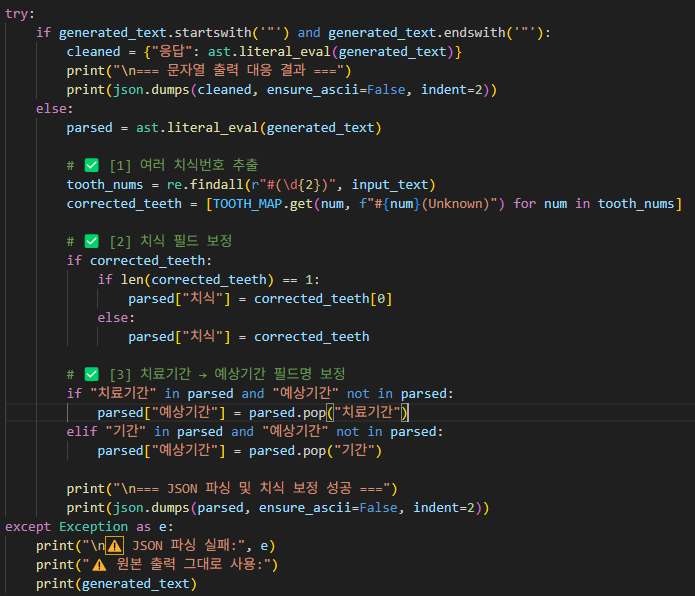 try:
    if generated_text.startswith('"') and generated_text.endswith('"'):
        cleaned = {"응답": ast.literal_eval(generated_text)}
        print("\n=== 문자열 출력 대응 결과 ===")
        print(json.dumps(cleaned, ensure_ascii=False, indent=2))
    else:
        parsed = ast.literal_eval(generated_text)

        # ✅ [1] 여러 치식번호 추출
        tooth_nums = re.findall(r"#(\d{2})", input_text)
        corrected_teeth = [TOOTH_MAP.get(num, f"#{num}(Unknown)") for num in tooth_nums]

        # ✅ [2] 치식 필드 보정
        if corrected_teeth:
            if len(corrected_teeth) == 1:
                parsed["치식"] = corrected_teeth[0]
            else:
                parsed["치식"] = corrected_teeth

        # ✅ [3] 치료기간 → 예상기간 필드명 보정
        if "치료기간" in parsed and "예상기간" not in parsed:
            parsed["예상기간"] = parsed.pop("치료기간")
        elif "기간" in parsed and "예상기간" not in parsed:
            parsed["예상기간"] = parsed.pop("기간")

        print("\n=== JSON 파싱 및 치식 보정 성공 ===")
        print(json.dumps(parsed, ensure_ascii=False, indent=2))
except Exception as e:
    print("\n⚠️ JSON 파싱 실패:", e)
    print("⚠️ 원본 출력 그대로 사용:")
    print(generated_text)